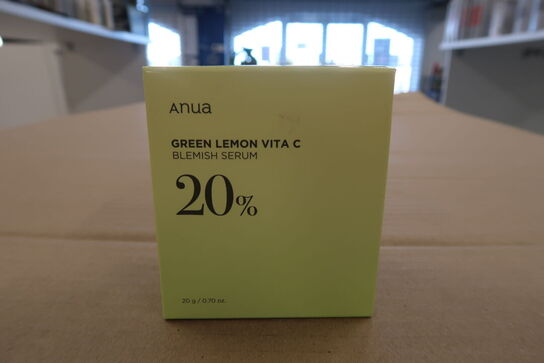 Anua
GREEN LEMON VITA C
BLEMISH SERUM
20%
20 g / 0.70 oz.